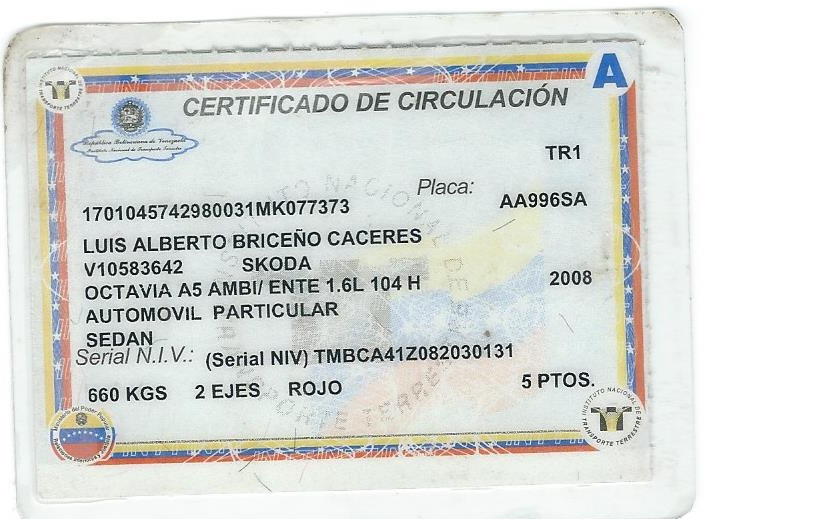 A
CERTIFICADO DE CIRCULACIÓN
INSTITUTO NACIONAL DE TRANSPORTE TERRESTRE
República Bolivariana de Venezuela
Instituto Nacional de Transporte Terrestre
TR1
Placa:
1701045742980031MK077373 AA996SA
LUIS ALBERTO BRICEÑO CACERES
V10583642 SKODA
OCTAVIA A5 AMBI/ ENTE 1.6L 104 H 2008
AUTOMOVIL PARTICULAR
SEDAN
Serial N.I.V.: (Serial NIV) TMBCA41Z082030131
660 KGS 2 EJES ROJO 5 PTOS.
INSTITUTO NACIONAL DE TRANSPORTE TERRESTRE